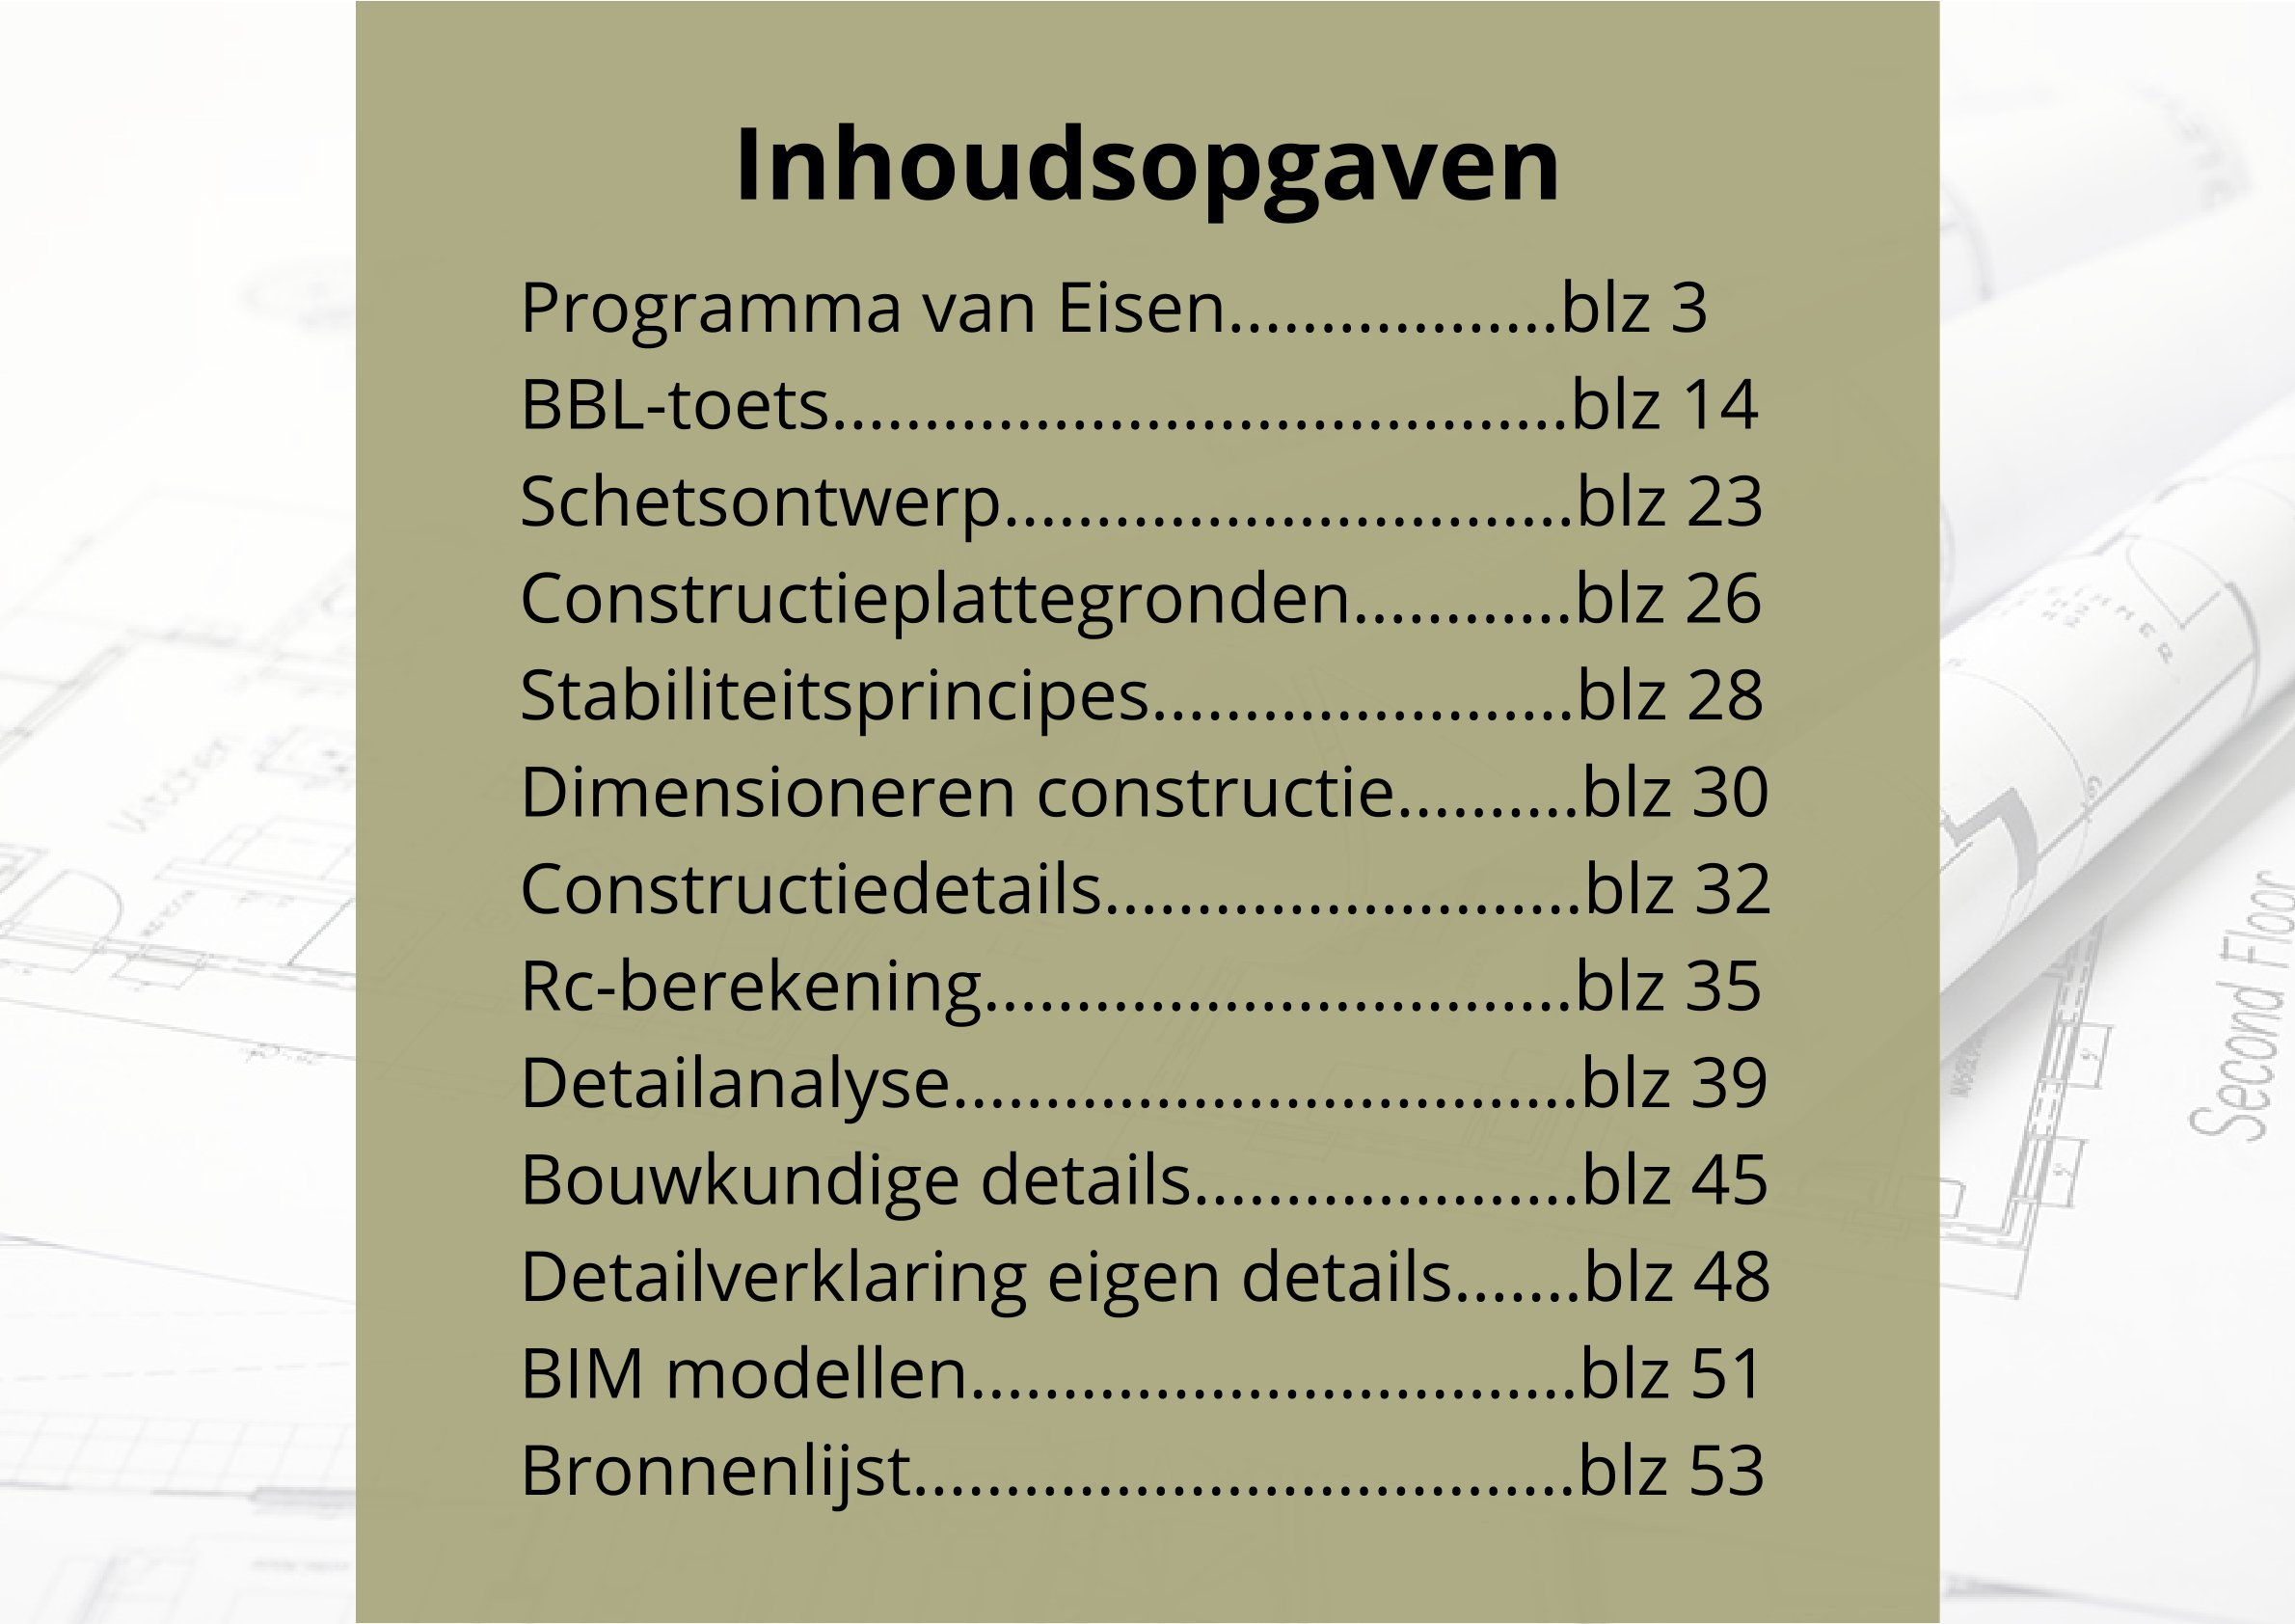 Inhoudsopgaven
Programma van Eisen..................blz 3
BBL-toets........................................blz 14
Schetsontwerp...............................blz 23
Constructieplattegronden............blz 26
Stabiliteitsprincipes.......................blz 28
Dimensioneren constructie..........blz 30
Constructiedetails..........................blz 32
Rc-berekening................................blz 35
Detailanalyse..................................blz 39
Bouwkundige details.....................blz 45
Detailverklaring eigen details.......blz 48
BIM modellen.................................blz 51
Bronnenlijst....................................blz 53
Second Floor